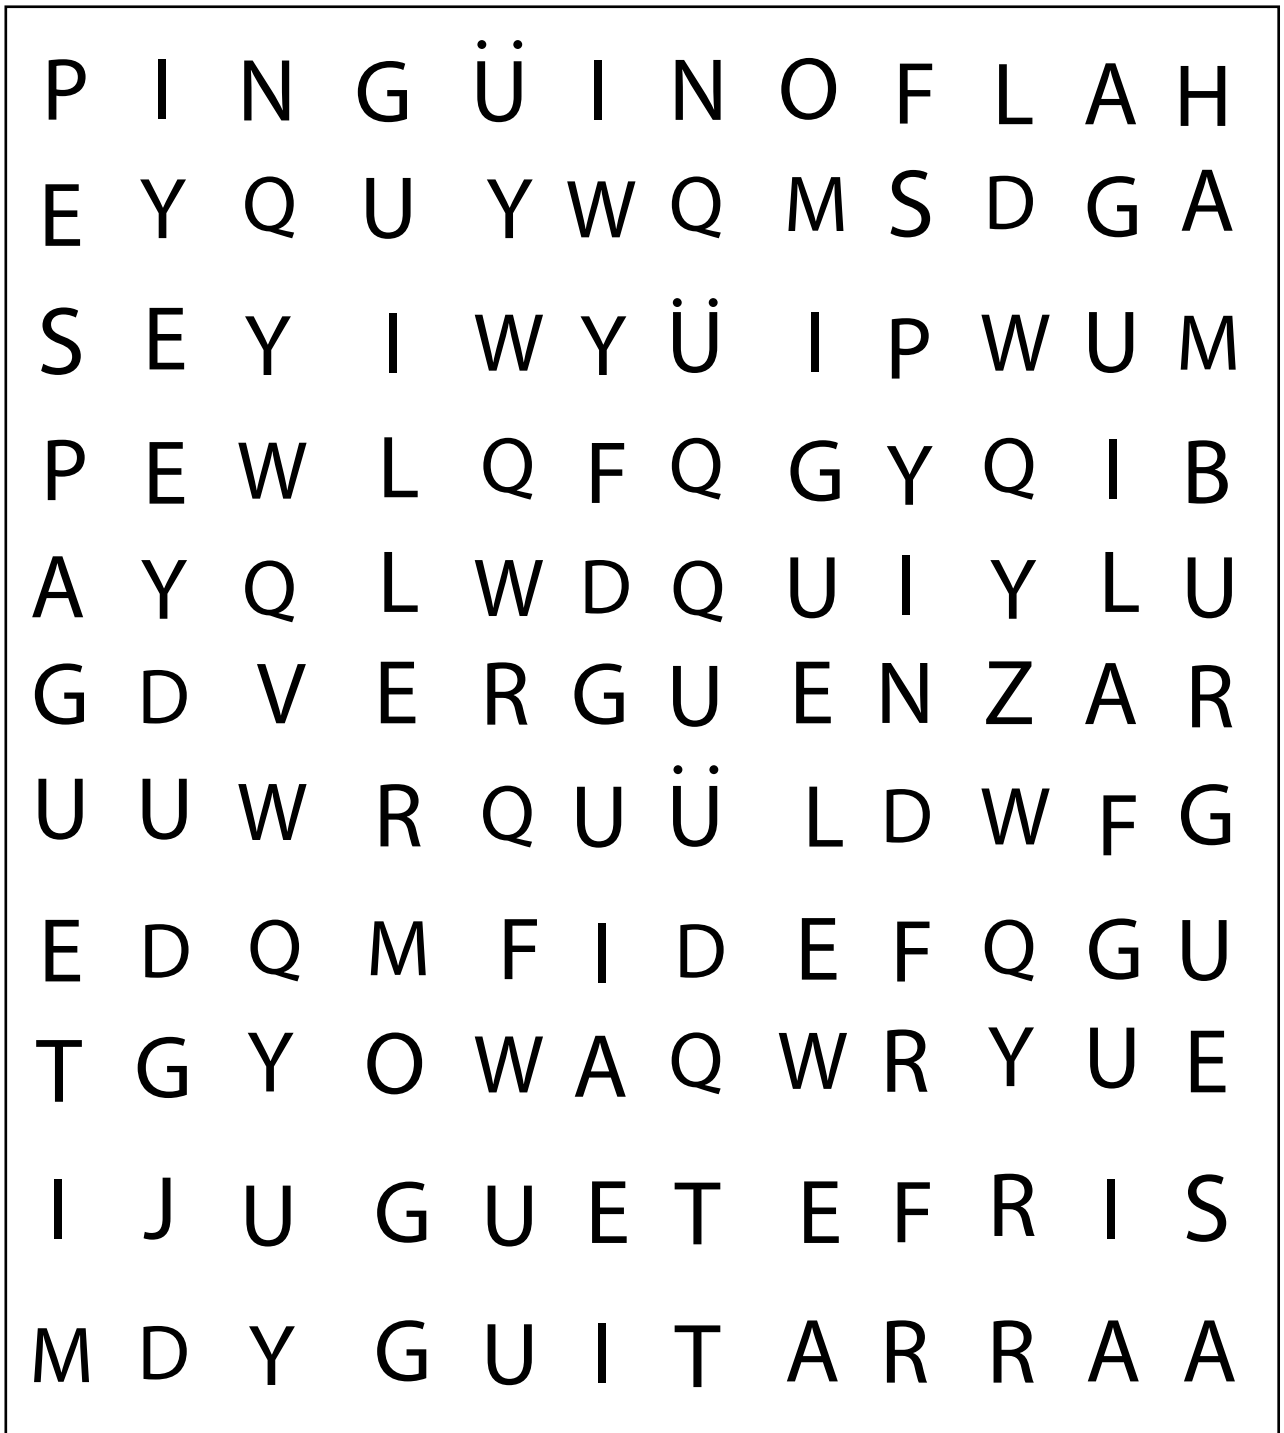 P I N G Ü I N O F L A H
E Y Q U Y W Q M S D G A
S E Y I W Y Ü I P W U M
P E W L Q F Q G Y Q I B
A Y Q L W D Q U I Y L U
G D V E R G U E N Z A R
U U W R Q U Ü L D W F G
E D Q M F I D E F Q G U
T G Y O W A Q W R Y U E
I J U G U E T E F R I S
M D Y G U I T A R R A A